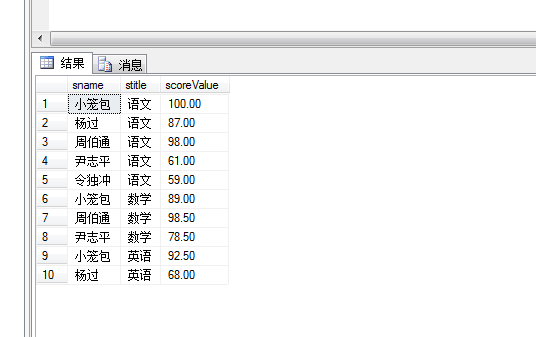 结果 消息
sname stitle scoreValue
1 小笼包 语文 100.00
2 杨过 语文 87.00
3 周伯通 语文 98.00
4 尹志平 语文 61.00
5 令独冲 语文 59.00
6 小笼包 数学 89.00
7 周伯通 数学 98.50
8 尹志平 数学 78.50
9 小笼包 英语 92.50
10 杨过 英语 68.00